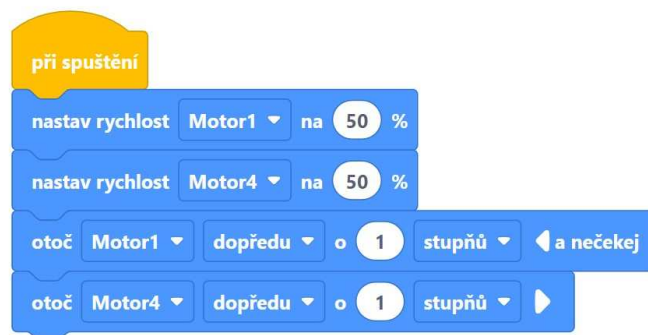 při spuštění
nastav rychlost Motor1 na 50 %
nastav rychlost Motor4 na 50 %
otoč Motor1 dopředu o 1 stupňů a nečekej
otoč Motor4 dopředu o 1 stupňů